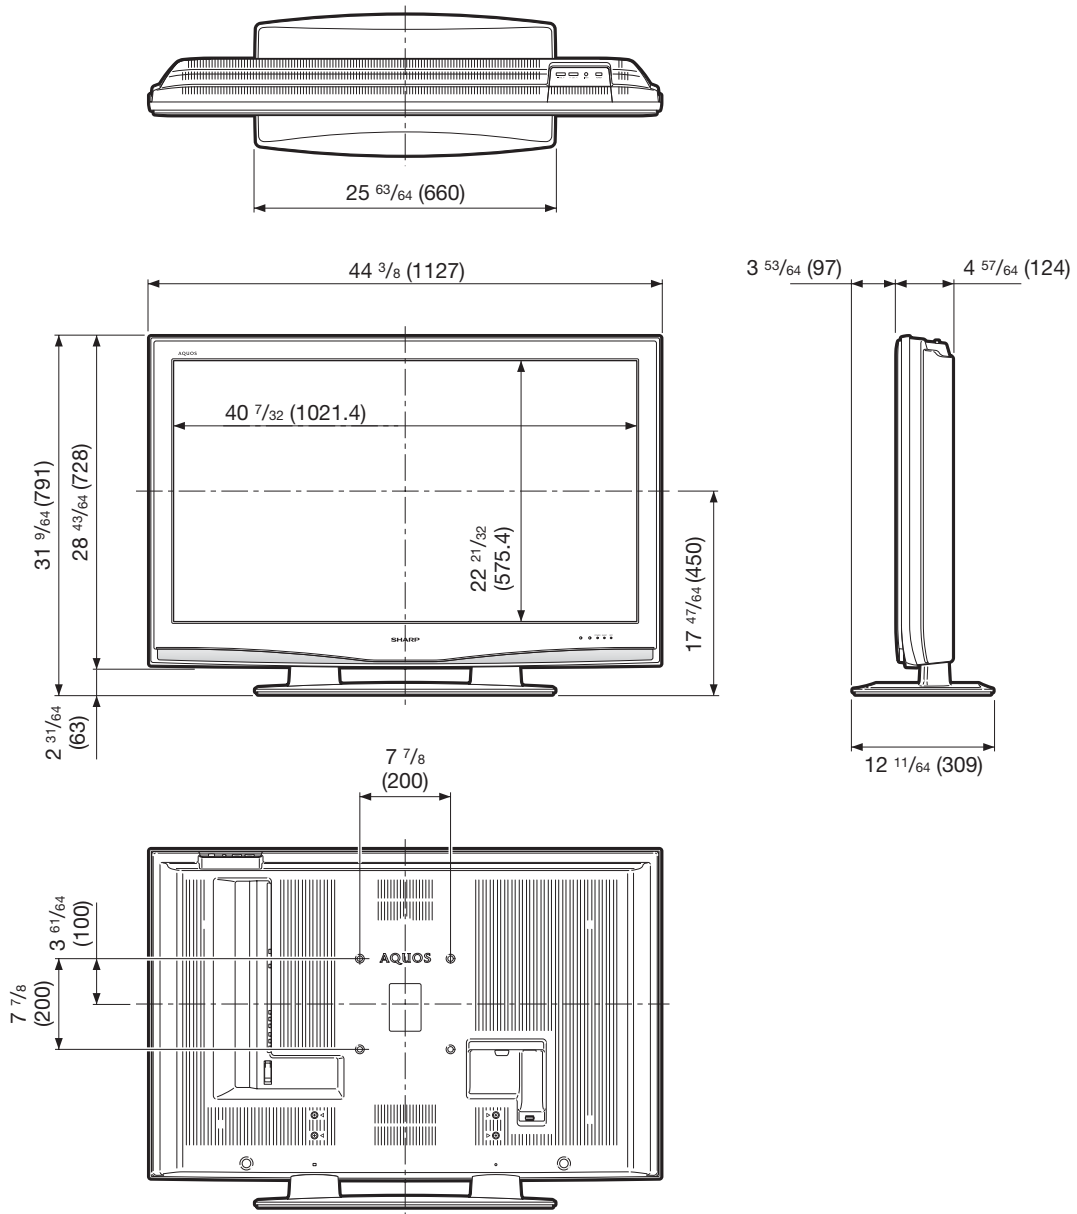 25 63/64 (660)
44 3/8 (1127)
3 53/64 (97)
4 57/64 (124)
AQUOS
40 7/32 (1021.4)
31 9/64 (791)
28 43/64 (728)
22 21/32
(575.4)
17 47/64 (450)
SHARP
2 31/64
(63)
12 11/64 (309)
7 7/8
(200)
3 61/64
(100)
AQUOS
7 7/8
(200)